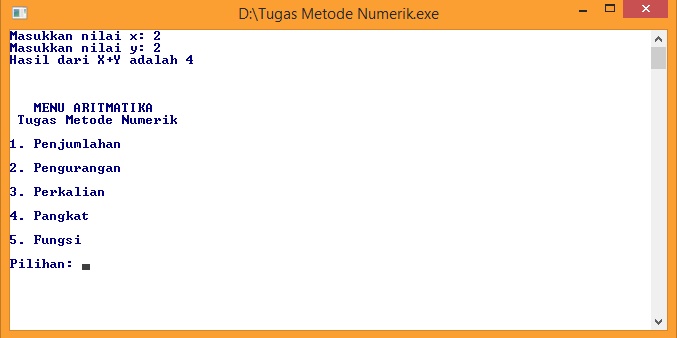 D:\Tugas Metode Numerik.exe
Masukkan nilai x: 2
Masukkan nilai y: 2
Hasil dari X+Y adalah 4
MENU ARITMATIKA
Tugas Metode Numerik
1. Penjumlahan
2. Pengurangan
3. Perkalian
4. Pangkat
5. Fungsi
Pilihan: